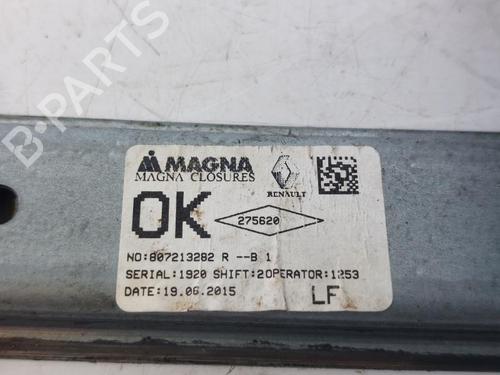 MAGNA
MAGNA CLOSURES
RENAULT
OK
275620
NO:807213282 R --B 1
SERIAL:1920 SHIFT:2OPERATOR:1253
DATE:19.06.2015
LF
B-PARTS